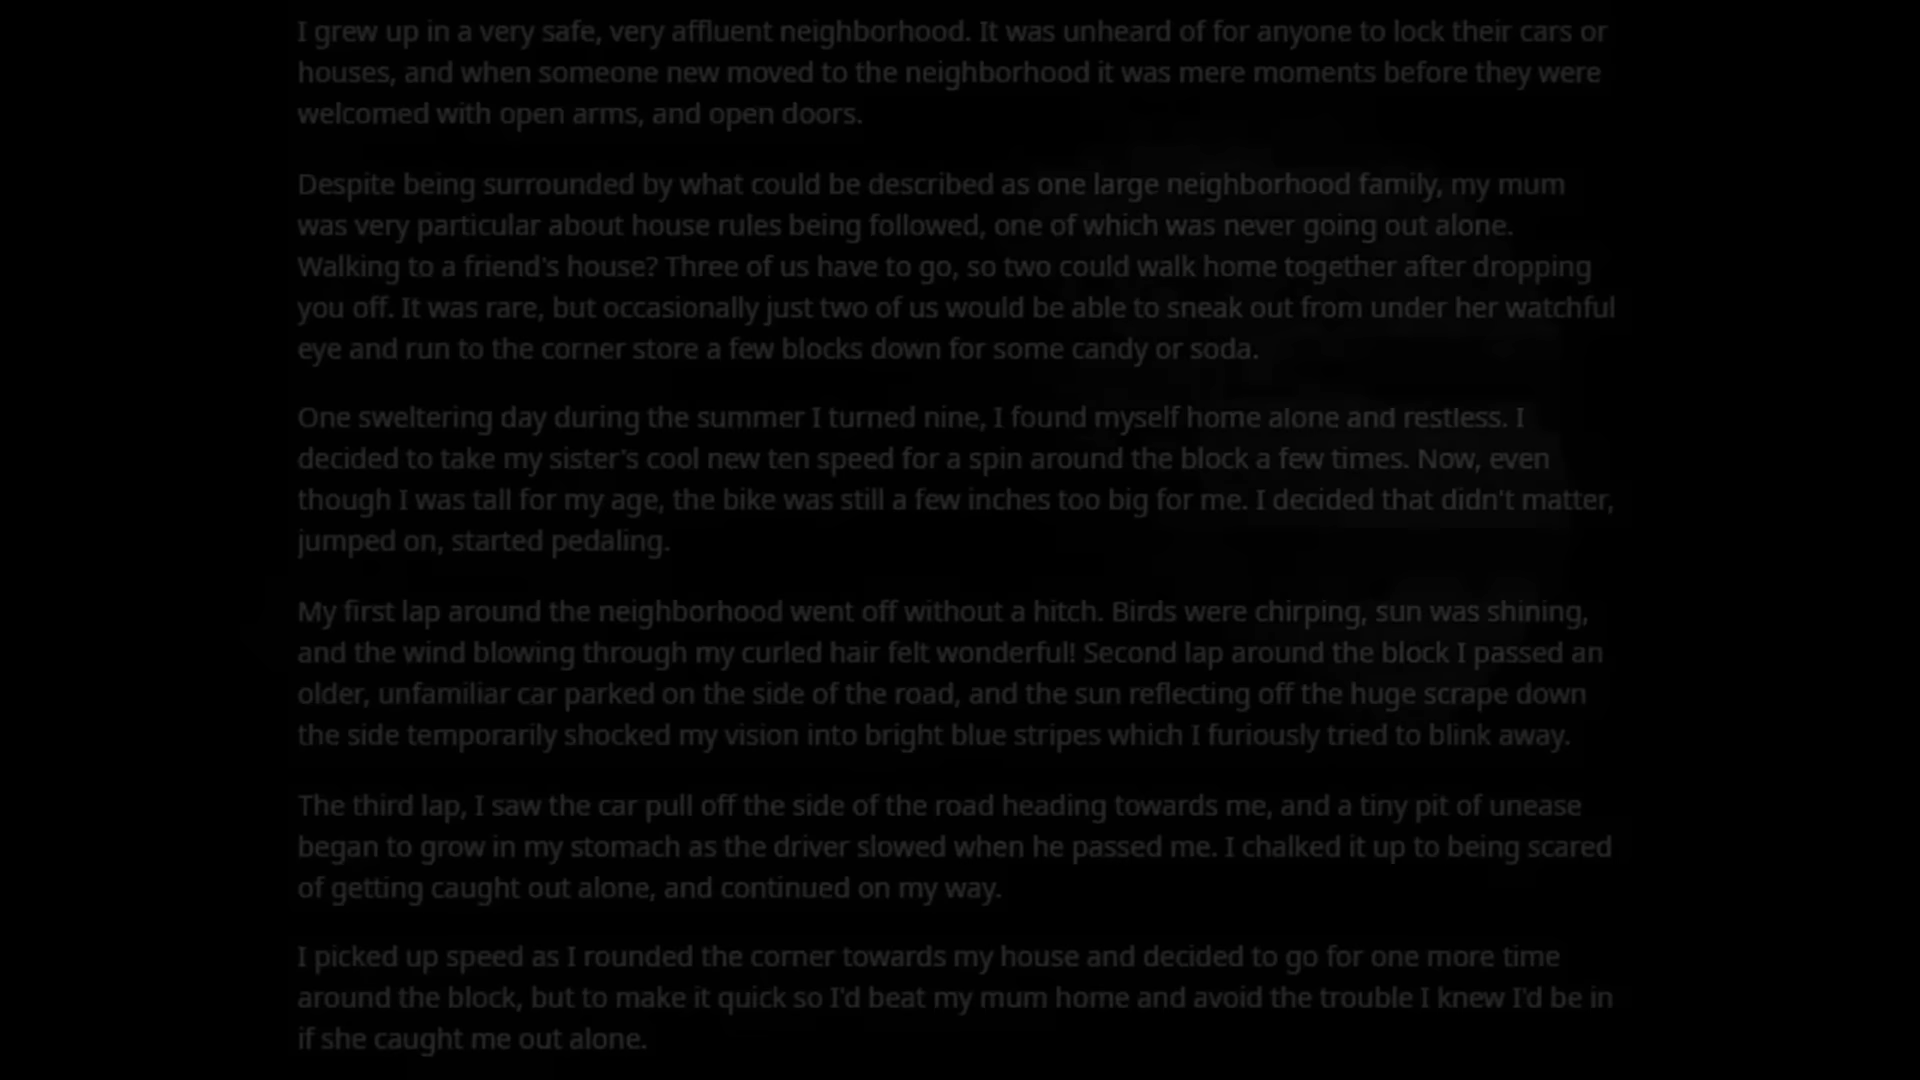 I grew up in a very safe, very affluent neighborhood. It was unheard of for anyone to lock their cars or
houses, and when someone new moved to the neighborhood it was mere moments before they were
welcomed with open arms, and open doors.
Despite being surrounded by what could be described as one large neighborhood family, my mum
was very particular about house rules being followed, one of which was never going out alone.
Walking to a friend's house? Three of us have to go, so two could walk home together after dropping
you off. It was rare, but occasionally just two of us would be able to sneak out from under her watchful
eye and run to the corner store a few blocks down for some candy or soda.
One sweltering day during the summer I turned nine, I found myself home alone and restless. I
decided to take my sister's cool new ten speed for a spin around the block a few times. Now, even
though I was tall for my age, the bike was still a few inches too big for me. I decided that didn't matter,
jumped on, started pedaling.
My first lap around the neighborhood went off without a hitch. Birds were chirping, sun was shining,
and the wind blowing through my curled hair felt wonderful! Second lap around the block I passed an
older, unfamiliar car parked on the side of the road, and the sun reflecting off the huge scrape down
the side temporarily shocked my vision into bright blue stripes which I furiously tried to blink away.
The third lap, I saw the car pull off the side of the road heading towards me, and a tiny pit of unease
began to grow in my stomach as the driver slowed when he passed me. I chalked it up to being scared
of getting caught out alone, and continued on my way.
I picked up speed as I rounded the corner towards my house and decided to go for one more time
around the block, but to make it quick so I'd beat my mum home and avoid the trouble I knew I'd be in
if she caught me out alone.